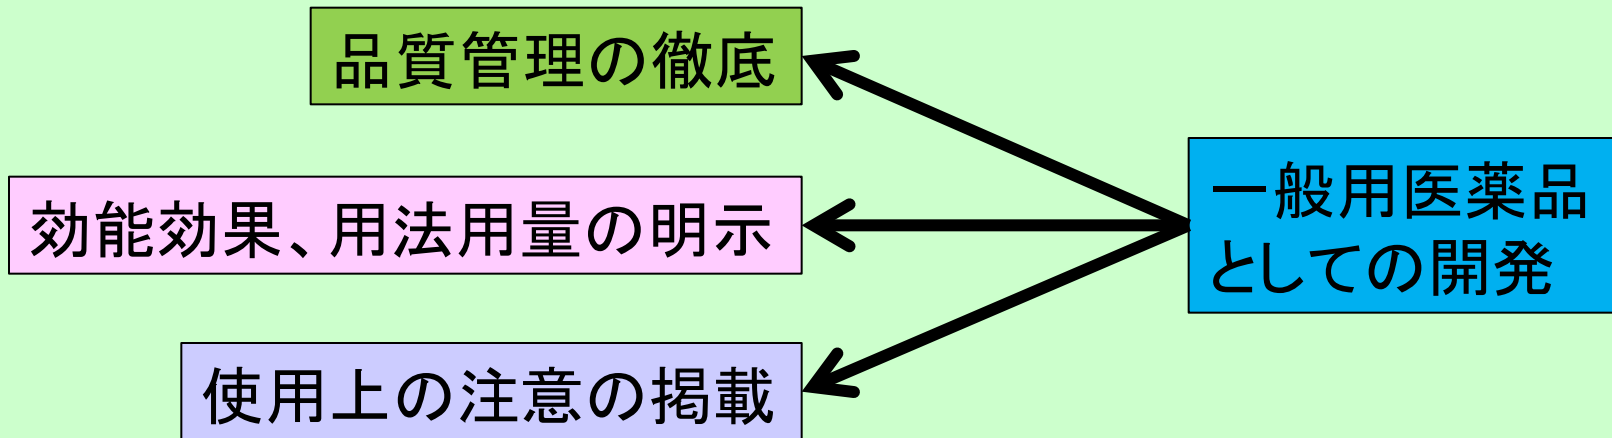 品質管理の徹底
効能効果、用法用量の明示
使用上の注意の掲載
一般用医薬品
としての開発